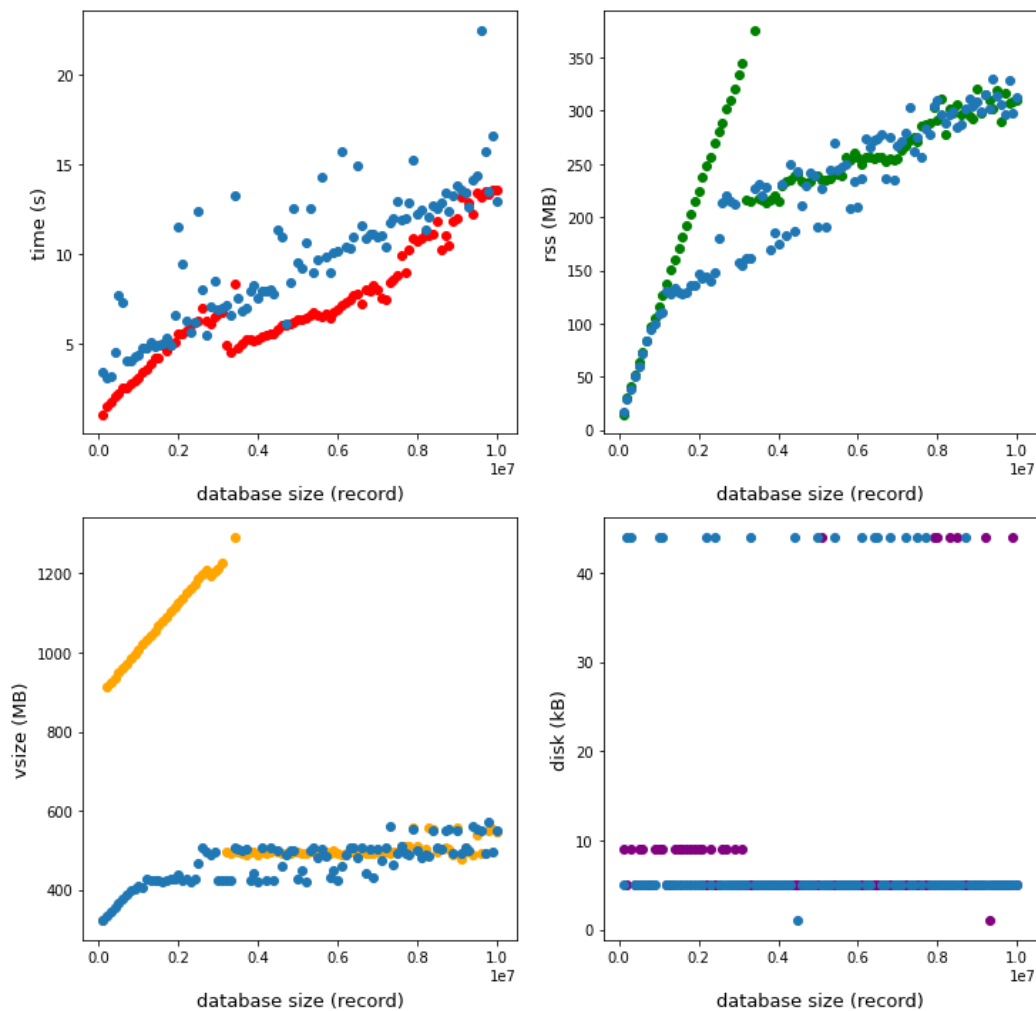 20
15
10
5
time (s)
0.0 0.2 0.4 0.6 0.8 1.0
1e7
database size (record)
350
300
250
200
150
100
50
0
rss (MB)
0.0 0.2 0.4 0.6 0.8 1.0
1e7
database size (record)
1200
1000
800
600
400
vsize (MB)
0.0 0.2 0.4 0.6 0.8 1.0
1e7
database size (record)
40
30
20
10
0
disk (kB)
0.0 0.2 0.4 0.6 0.8 1.0
1e7
database size (record)